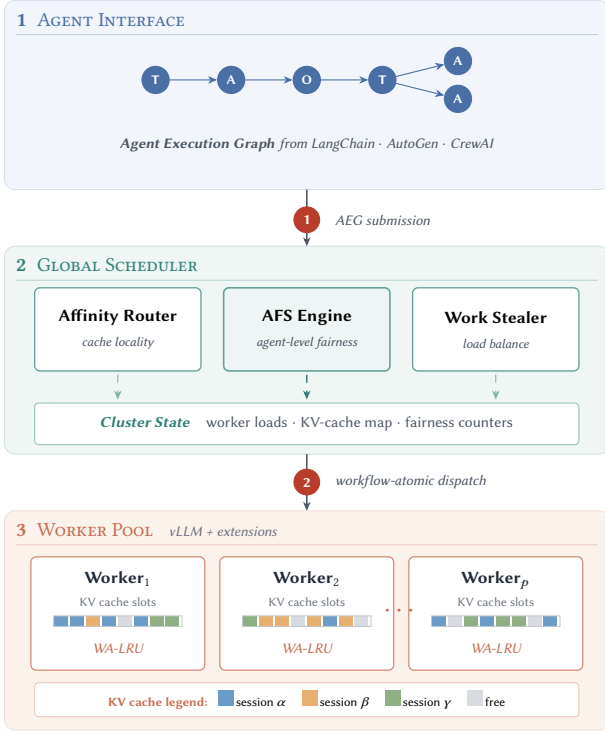 1 Agent Interface
A
T A O T
A
Agent Execution Graph from LangChain · AutoGen · CrewAI
1 AEG submission
2 Global Scheduler
Affinity Router AFS Engine Work Stealer
cache locality agent-level fairness load balance
Cluster State worker loads · KV-cache map · fairness counters
2 workflow-atomic dispatch
3 Worker Pool vLLM + extensions
Worker1 Worker2 Workerp
KV cache slots KV cache slots KV cache slots
...
WA-LRU WA-LRU WA-LRU
KV cache legend: session α session β session γ free